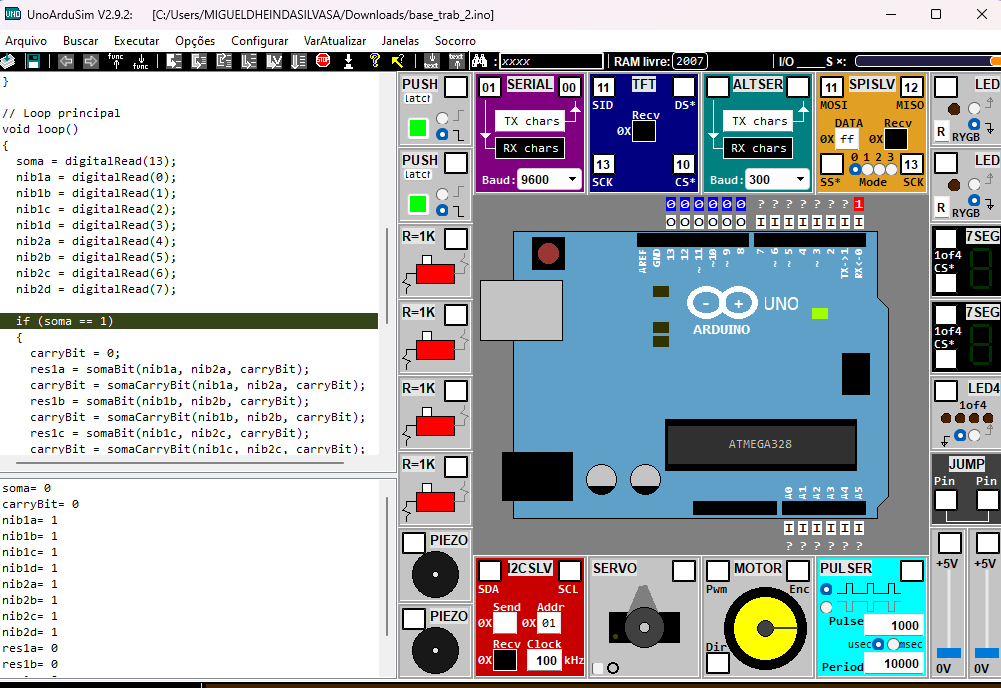 UnoArduSim V2.9.2: [C:/Users/MIGUELDHEINDASILVASA/Downloads/base_trab_2.ino]
Arquivo Buscar Executar Opções Configurar VarAtualizar Janelas Socorro
func func STOP ? text text : xxxx RAM livre: 2007 I/O ____S ×:
}
// Loop principal
void loop()
{
soma = digitalRead(13);
nib1a = digitalRead(0);
nib1b = digitalRead(1);
nib1c = digitalRead(2);
nib1d = digitalRead(3);
nib2a = digitalRead(4);
nib2b = digitalRead(5);
nib2c = digitalRead(6);
nib2d = digitalRead(7);
if (soma == 1)
{
carryBit = 0;
res1a = somaBit(nib1a, nib2a, carryBit);
carryBit = somaCarryBit(nib1a, nib2a, carryBit);
res1b = somaBit(nib1b, nib2b, carryBit);
carryBit = somaCarryBit(nib1b, nib2b, carryBit);
res1c = somaBit(nib1c, nib2c, carryBit);
carryBit = somaCarryBit(nib1c, nib2c, carryBit);
soma= 0
carryBit= 0
nib1a= 1
nib1b= 1
nib1c= 1
nib1d= 1
nib2a= 1
nib2b= 1
nib2c= 1
nib2d= 1
res1a= 0
res1b= 0
PUSH
latch
PUSH
latch
R=1K
R=1K
R=1K
R=1K
PIEZO
PIEZO
01 SERIAL 00
TX chars
RX chars
Baud: 9600
11 TFT
SID DS*
Recv
0X
13 10
SCK CS*
ALTSER
TX chars
RX chars
Baud: 300
11 SPISLV 12
MOSI MISO
DATA Recv
0X ff 0X
0 1 2 3 13
SS* Mode SCK
0 0 0 0 0 0 ? ? ? ? ? ? ? 1
O O O O O O I I I I I I I I
AREF GND 13 12 ~ 11 ~10 ~ 9 8 7 ~ 6 ~ 5 4 ~ 3 2 TX->1 RX<-0
- + UNO
ARDUINO
ATMEGA328
A0 A1 A2 A3 A4 A5
I I I I I I
? ? ? ? ? ?
I2CSLV
SDA SCL
Send Addr
0X 0X 01
Recv Clock
0X 100 kHz
SERVO
MOTOR
Pwm Enc
Dir
PULSER
Pulse 1000
usec msec
Period 10000
LED
R RYGB
LED
R RYGB
7SEG
1of4
CS*
7SEG
1of4
CS*
LED4
1of4
JUMP
Pin Pin
+5V +5V
0V 0V